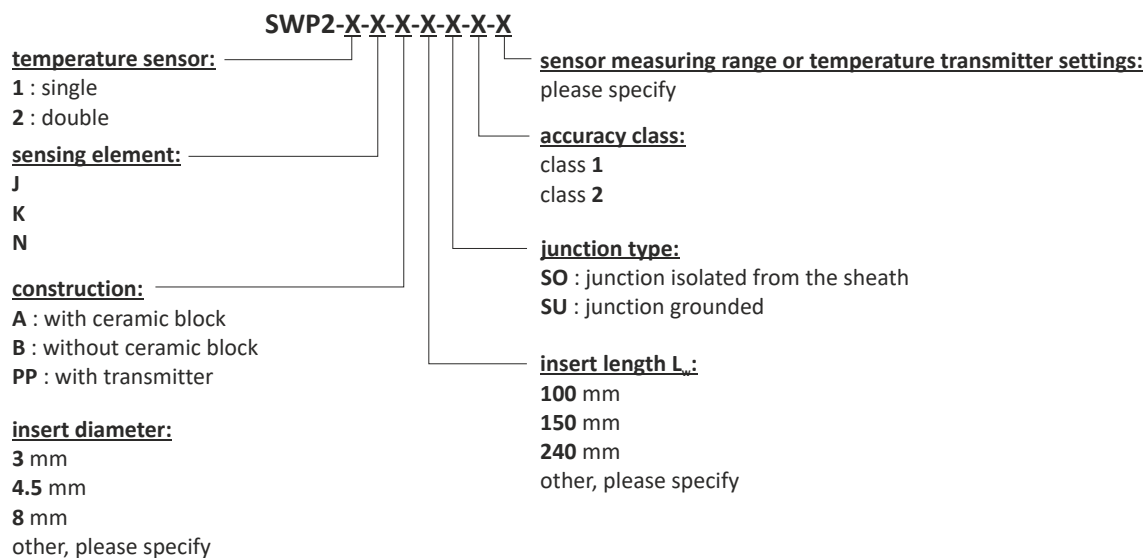 SWP2-X-X-X-X-X-X-X
temperature sensor:
1 : single
2 : double
sensing element:
J
K
N
construction:
A : with ceramic block
B : without ceramic block
PP : with transmitter
insert diameter:
3 mm
4.5 mm
8 mm
other, please specify
sensor measuring range or temperature transmitter settings:
please specify
accuracy class:
class 1
class 2
junction type:
SO : junction isolated from the sheath
SU : junction grounded
insert length Lw:
100 mm
150 mm
240 mm
other, please specify